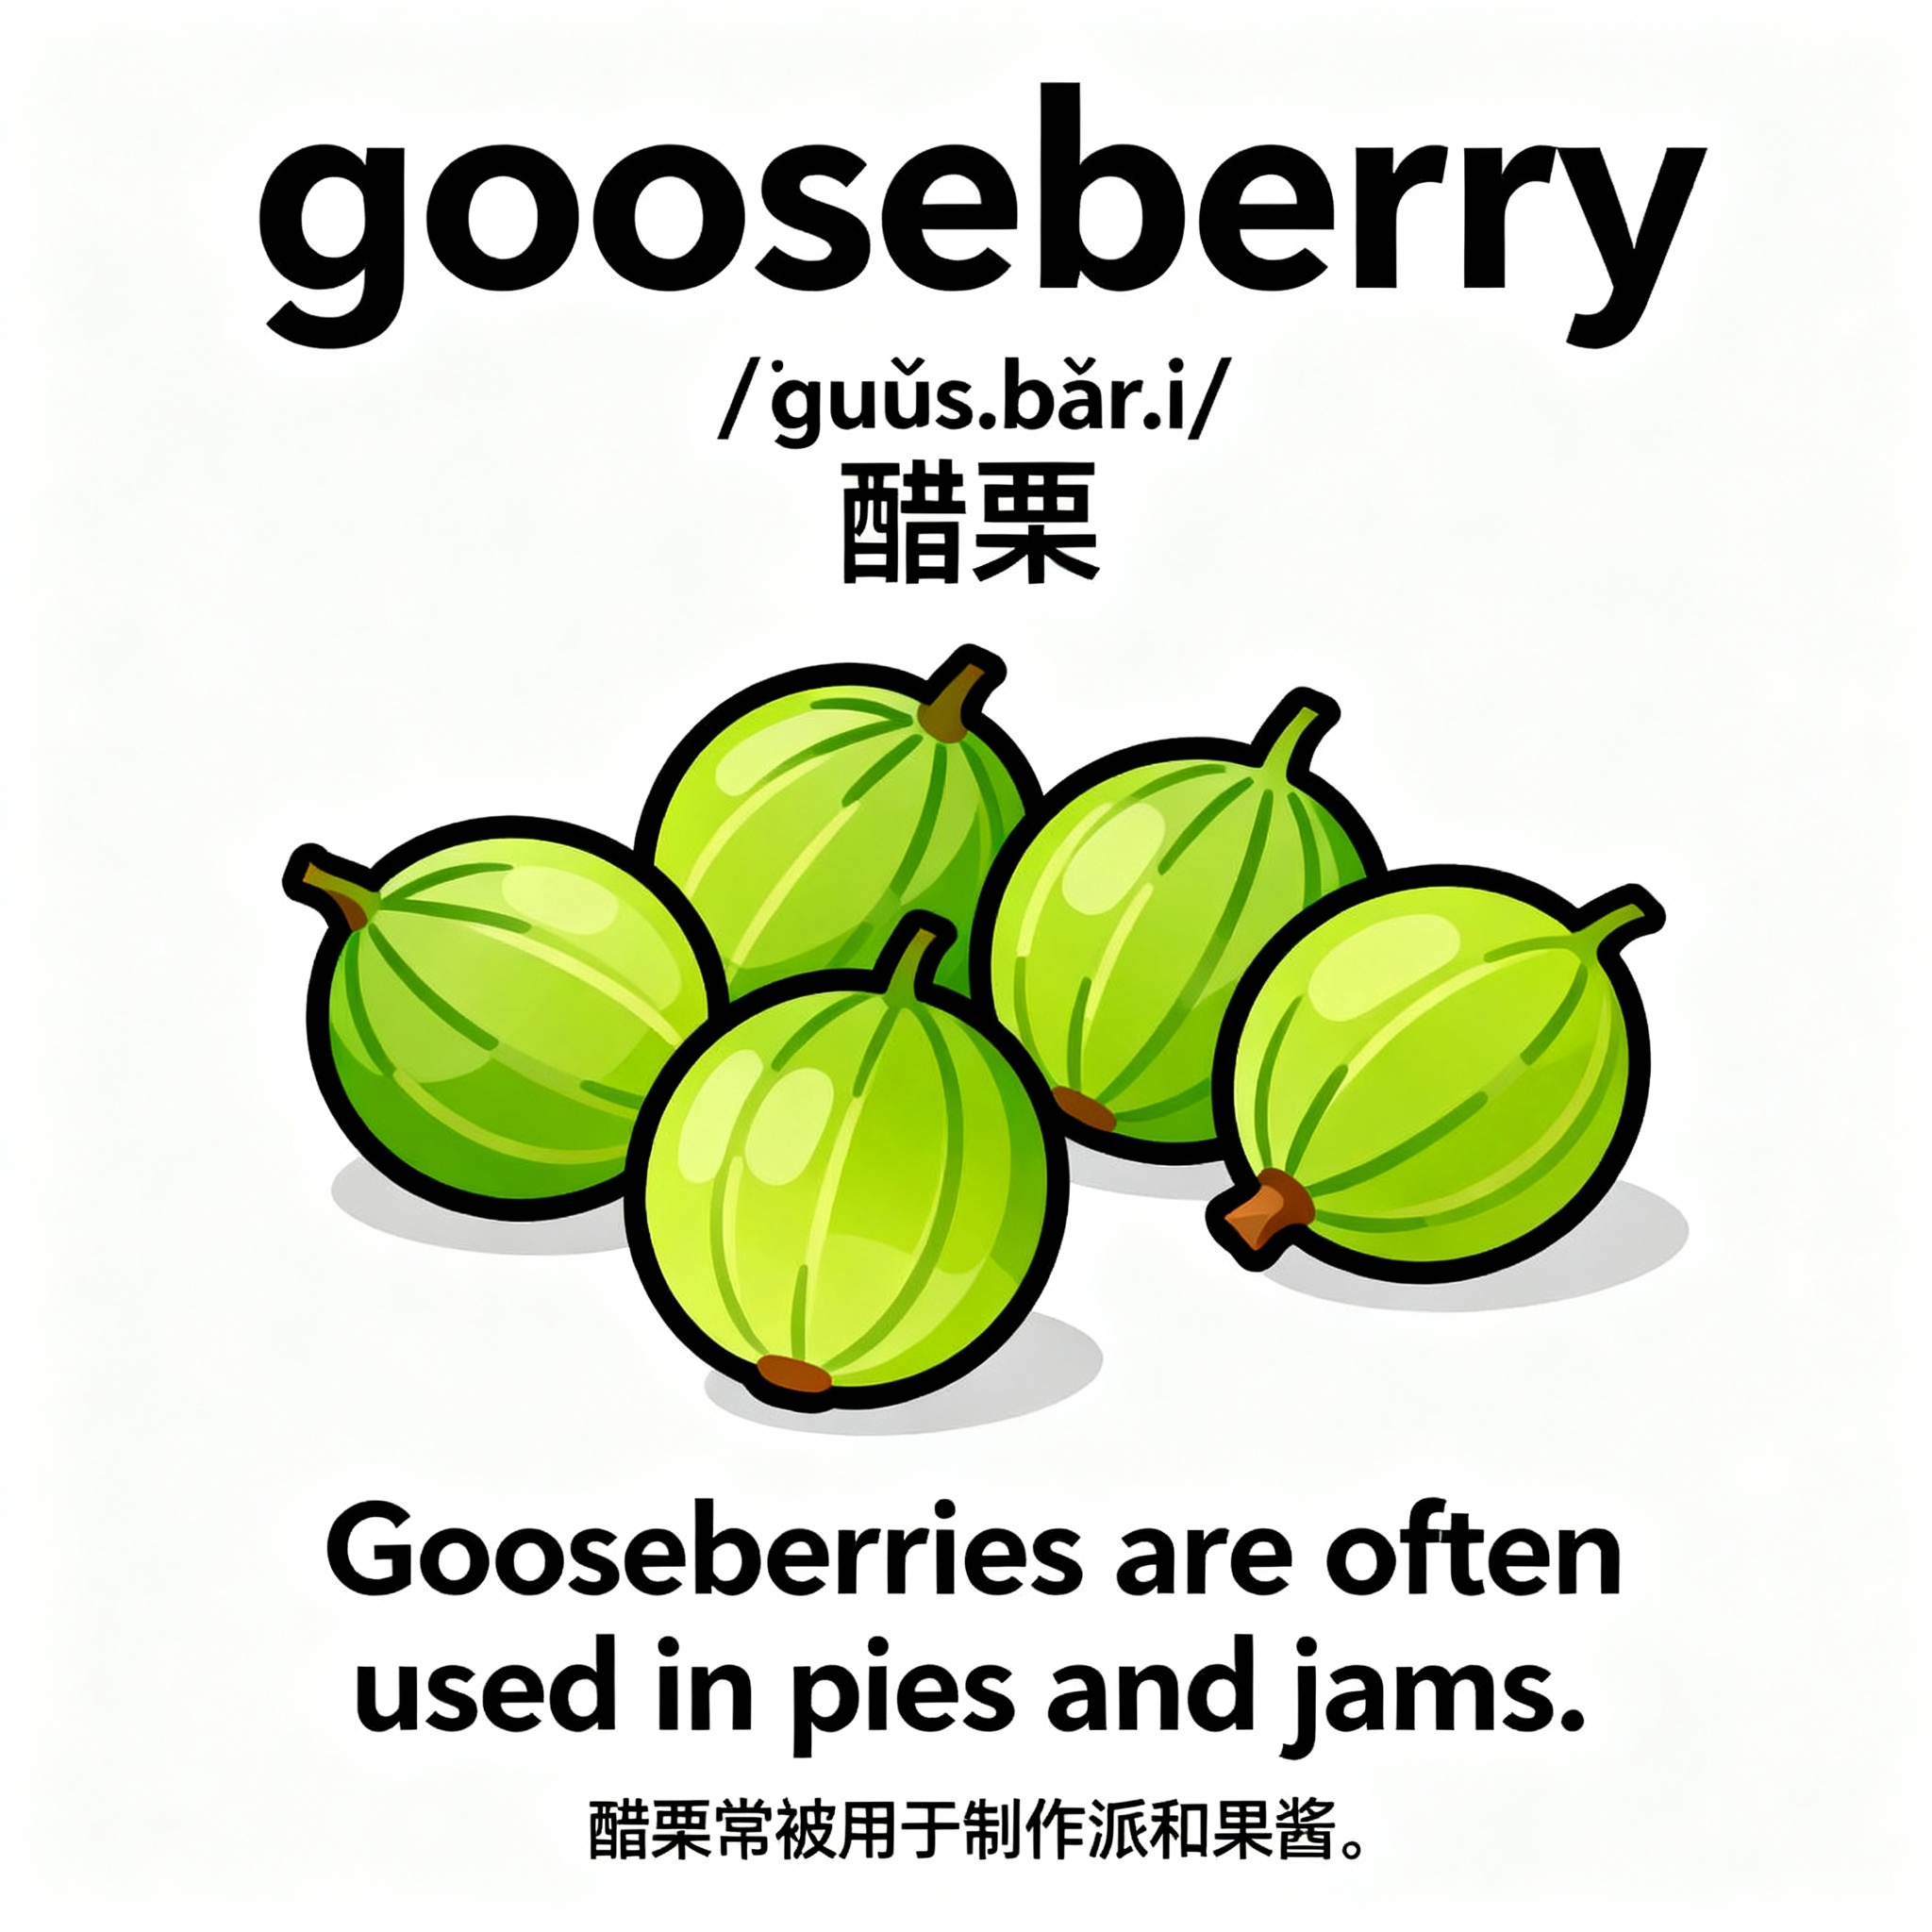 gooseberry
/ˈguǔs.băr.i/
醋栗
Gooseberries are often
used in pies and jams.
醋栗常被用于制作派和果酱。